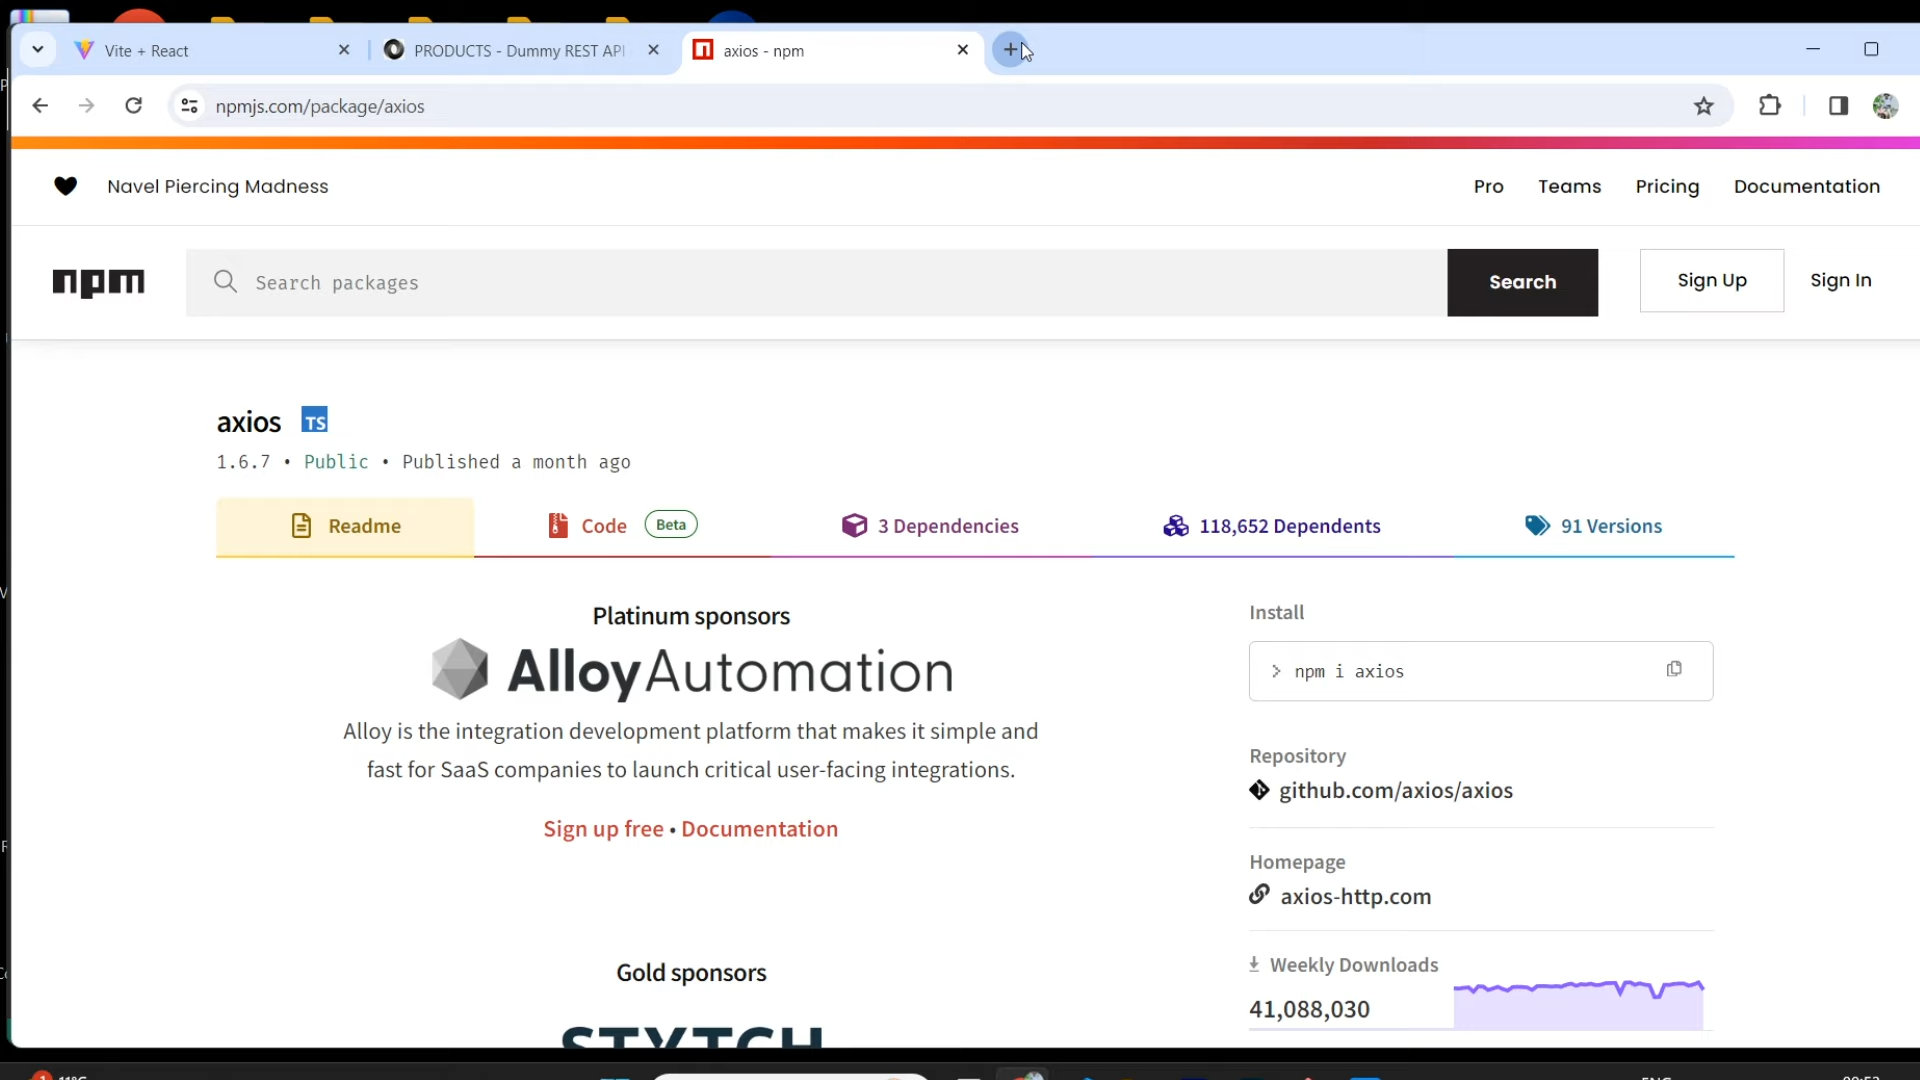 Vite + React
PRODUCTS - Dummy REST API
axios - npm
npmjs.com/package/axios
Navel Piercing Madness
Pro
Teams
Pricing
Documentation
npm
Search packages
Search
Sign Up
Sign In
axios TS
1.6.7 • Public • Published a month ago
Readme
Code Beta
3 Dependencies
118,652 Dependents
91 Versions
Platinum sponsors
AlloyAutomation
Alloy is the integration development platform that makes it simple and
fast for SaaS companies to launch critical user-facing integrations.
Sign up free • Documentation
Gold sponsors
STYTCH
Install
> npm i axios
Repository
github.com/axios/axios
Homepage
axios-http.com
Weekly Downloads
41,088,030